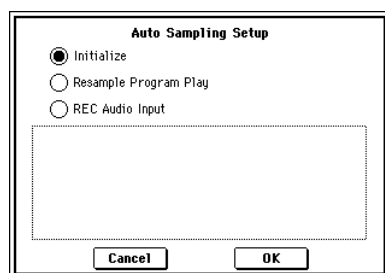 Auto Sampling Setup
Initialize
Resample Program Play
REC Audio Input
Cancel OK